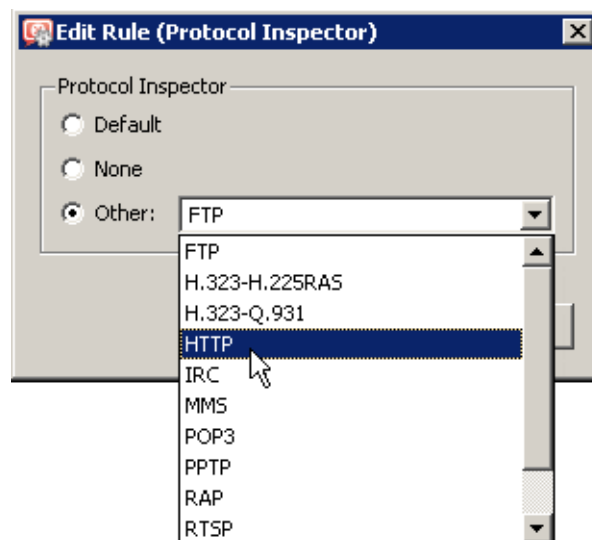 Edit Rule (Protocol Inspector)
Protocol Inspector
Default
None
Other: FTP
FTP
H.323-H.225RAS
H.323-Q.931
HTTP
IRC
MMS
POP3
PPTP
RAP
RTSP